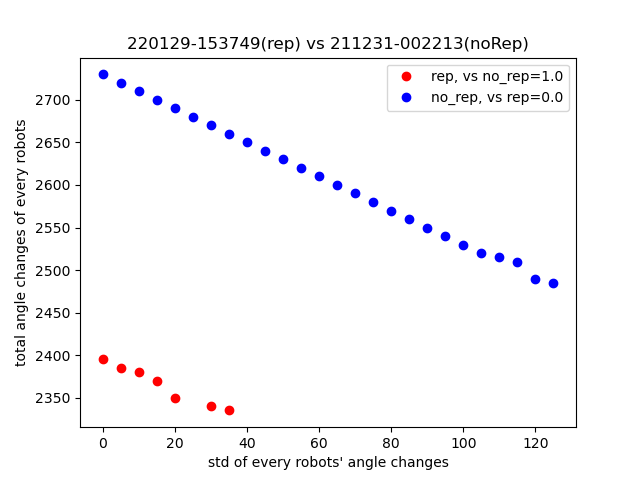 220129-153749(rep) vs 211231-002213(noRep)
rep, vs no_rep=1.0
no_rep, vs rep=0.0
total angle changes of every robots
2700
2650
2600
2550
2500
2450
2400
2350
0 20 40 60 80 100 120
std of every robots' angle changes